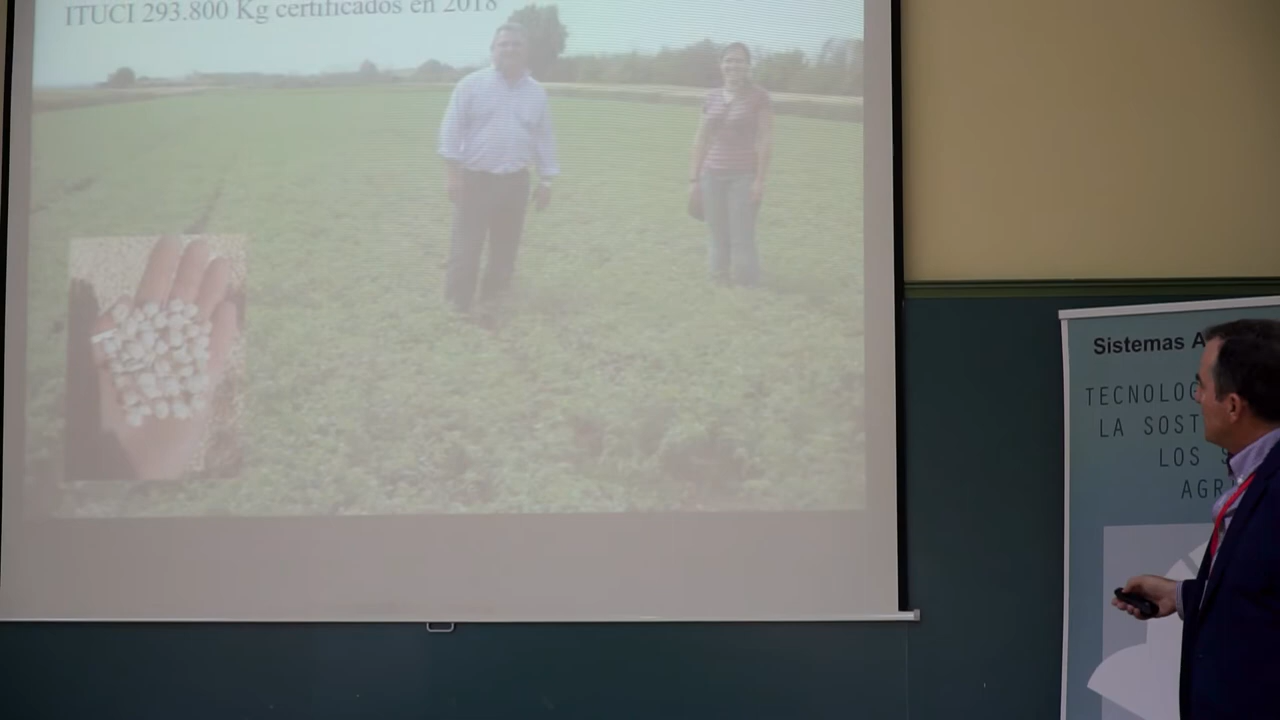 ITUCI 293.800 Kg certificados en 2018
Sistemas A
TECNOLOG
LA SOST
LOS S
AGR